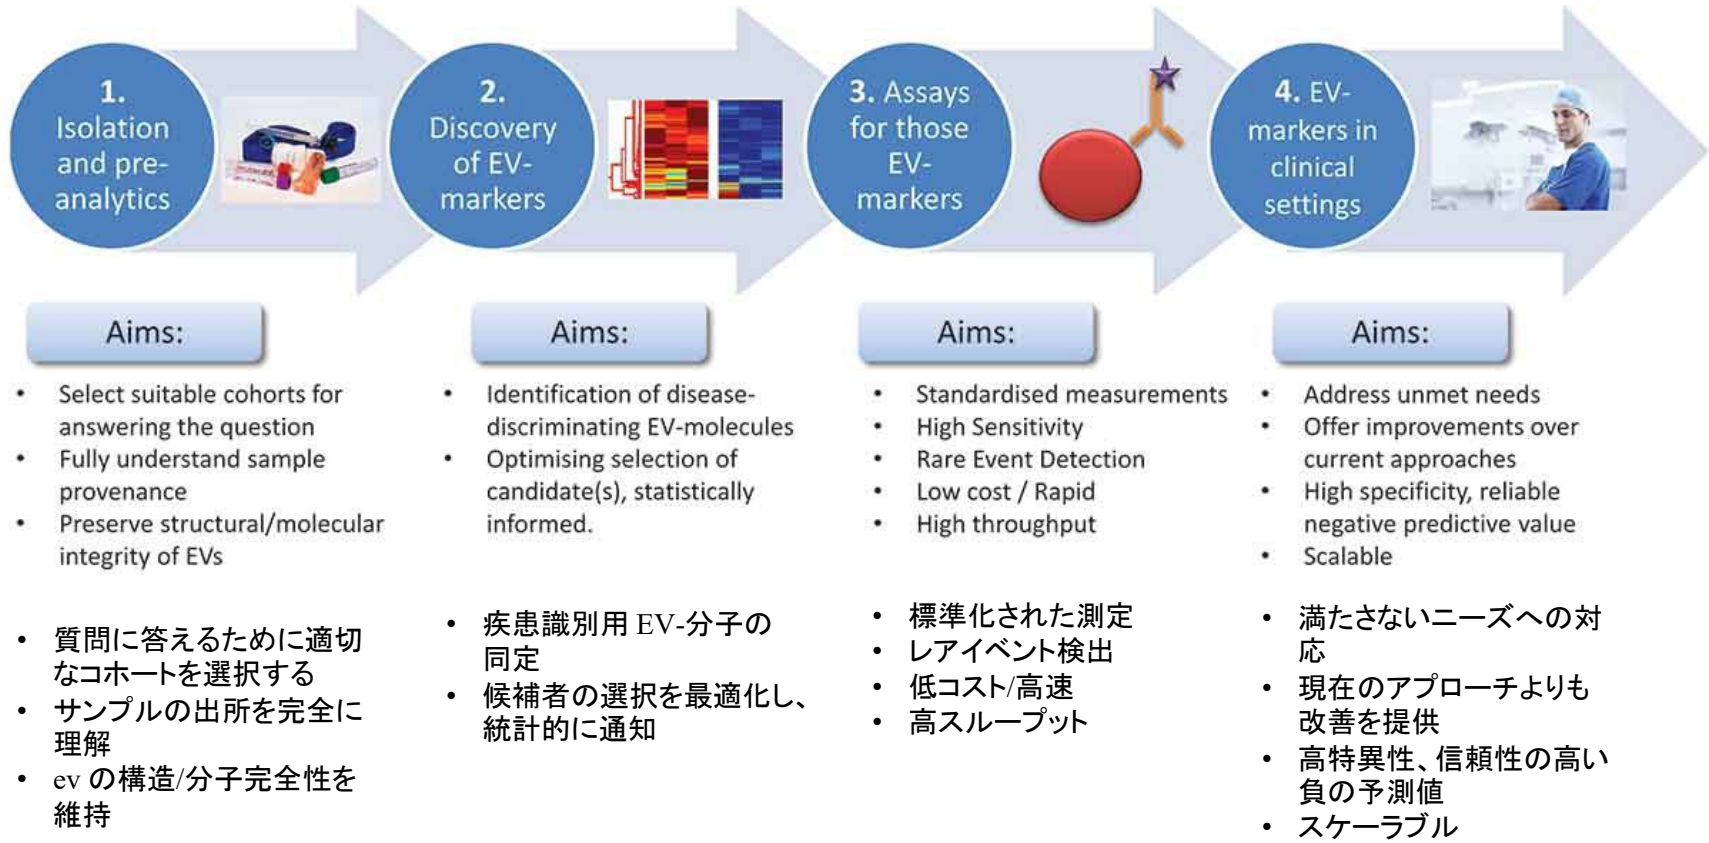 1.
Isolation
and pre-
analytics
2.
Discovery
of EV-
markers
3. Assays
for those
EV-
markers
4. EV-
markers in
clinical
settings
Aims:
• Select suitable cohorts for
answering the question
• Fully understand sample
provenance
• Preserve structural/molecular
integrity of EVs
• 質問に答えるために適切
なコホートを選択する
• サンプルの出所を完全に
理解
• ev の構造/分子完全性を
維持
Aims:
• Identification of disease-
discriminating EV-molecules
• Optimising selection of
candidate(s), statistically
informed.
• 疾患識別用 EV-分子の
同定
• 候補者の選択を最適化し、
統計的に通知
Aims:
• Standardised measurements
• High Sensitivity
• Rare Event Detection
• Low cost / Rapid
• High throughput
• 標準化された測定
• レアイベント検出
• 低コスト/高速
• 高スループット
Aims:
• Address unmet needs
• Offer improvements over
current approaches
• High specificity, reliable
negative predictive value
• Scalable
• 満たさないニーズへの対
応
• 現在のアプローチよりも
改善を提供
• 高特異性、信頼性の高い
負の予測値
• スケーラブル